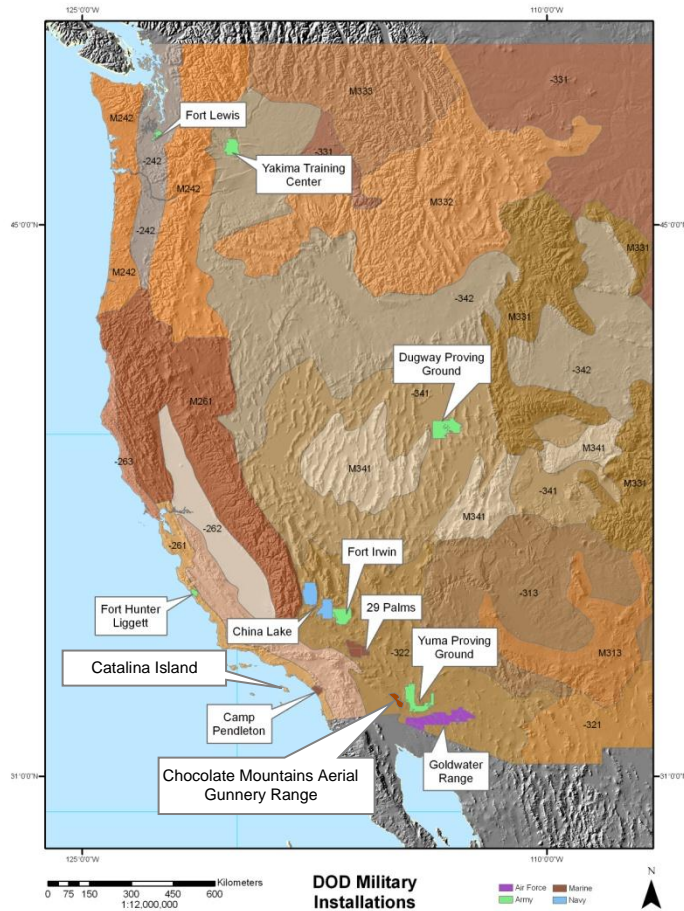 125°0'0"W
110°0'0"W
-331
M333
M242
Fort Lewis
-242
-331
Yakima Training
Center
M242
M332
-242
45°0'0"N
45°0'0"N
M331
M242
-342
M331
Dugway Proving
Ground
-342
-341
M261
M341
-263
M341
M331
-341
-262
M341
-261
Fort Irwin
-313
Fort Hunter
Liggett
China Lake
29 Palms
-322
M313
Catalina Island
Yuma Proving
Ground
-321
Camp
Pendleton
Goldwater
Range
Chocolate Mountains Aerial
Gunnery Range
31°0'0"N
31°0'0"N
125°0'0"W
110°0'0"W
Kilometers
0 75 150 300 450 600
1:12,000,000
DOD Military
Installations
Air Force
Army
Marine
Navy
N